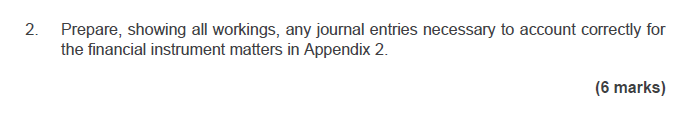 2. Prepare, showing all workings, any journal entries necessary to account correctly for
the financial instrument matters in Appendix 2.
(6 marks)